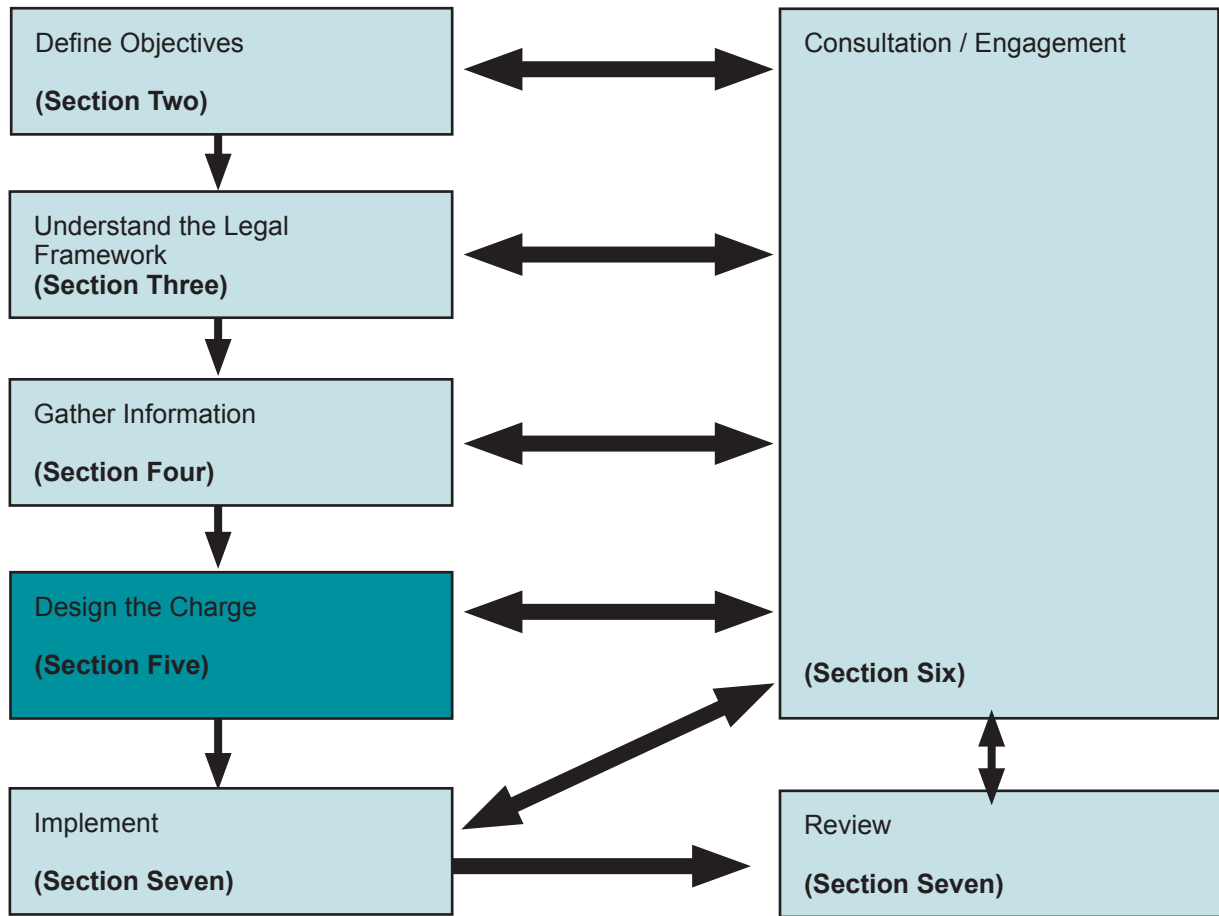 Define Objectives
(Section Two)
Understand the Legal
Framework
(Section Three)
Gather Information
(Section Four)
Design the Charge
(Section Five)
Implement
(Section Seven)
Consultation / Engagement
(Section Six)
Review
(Section Seven)